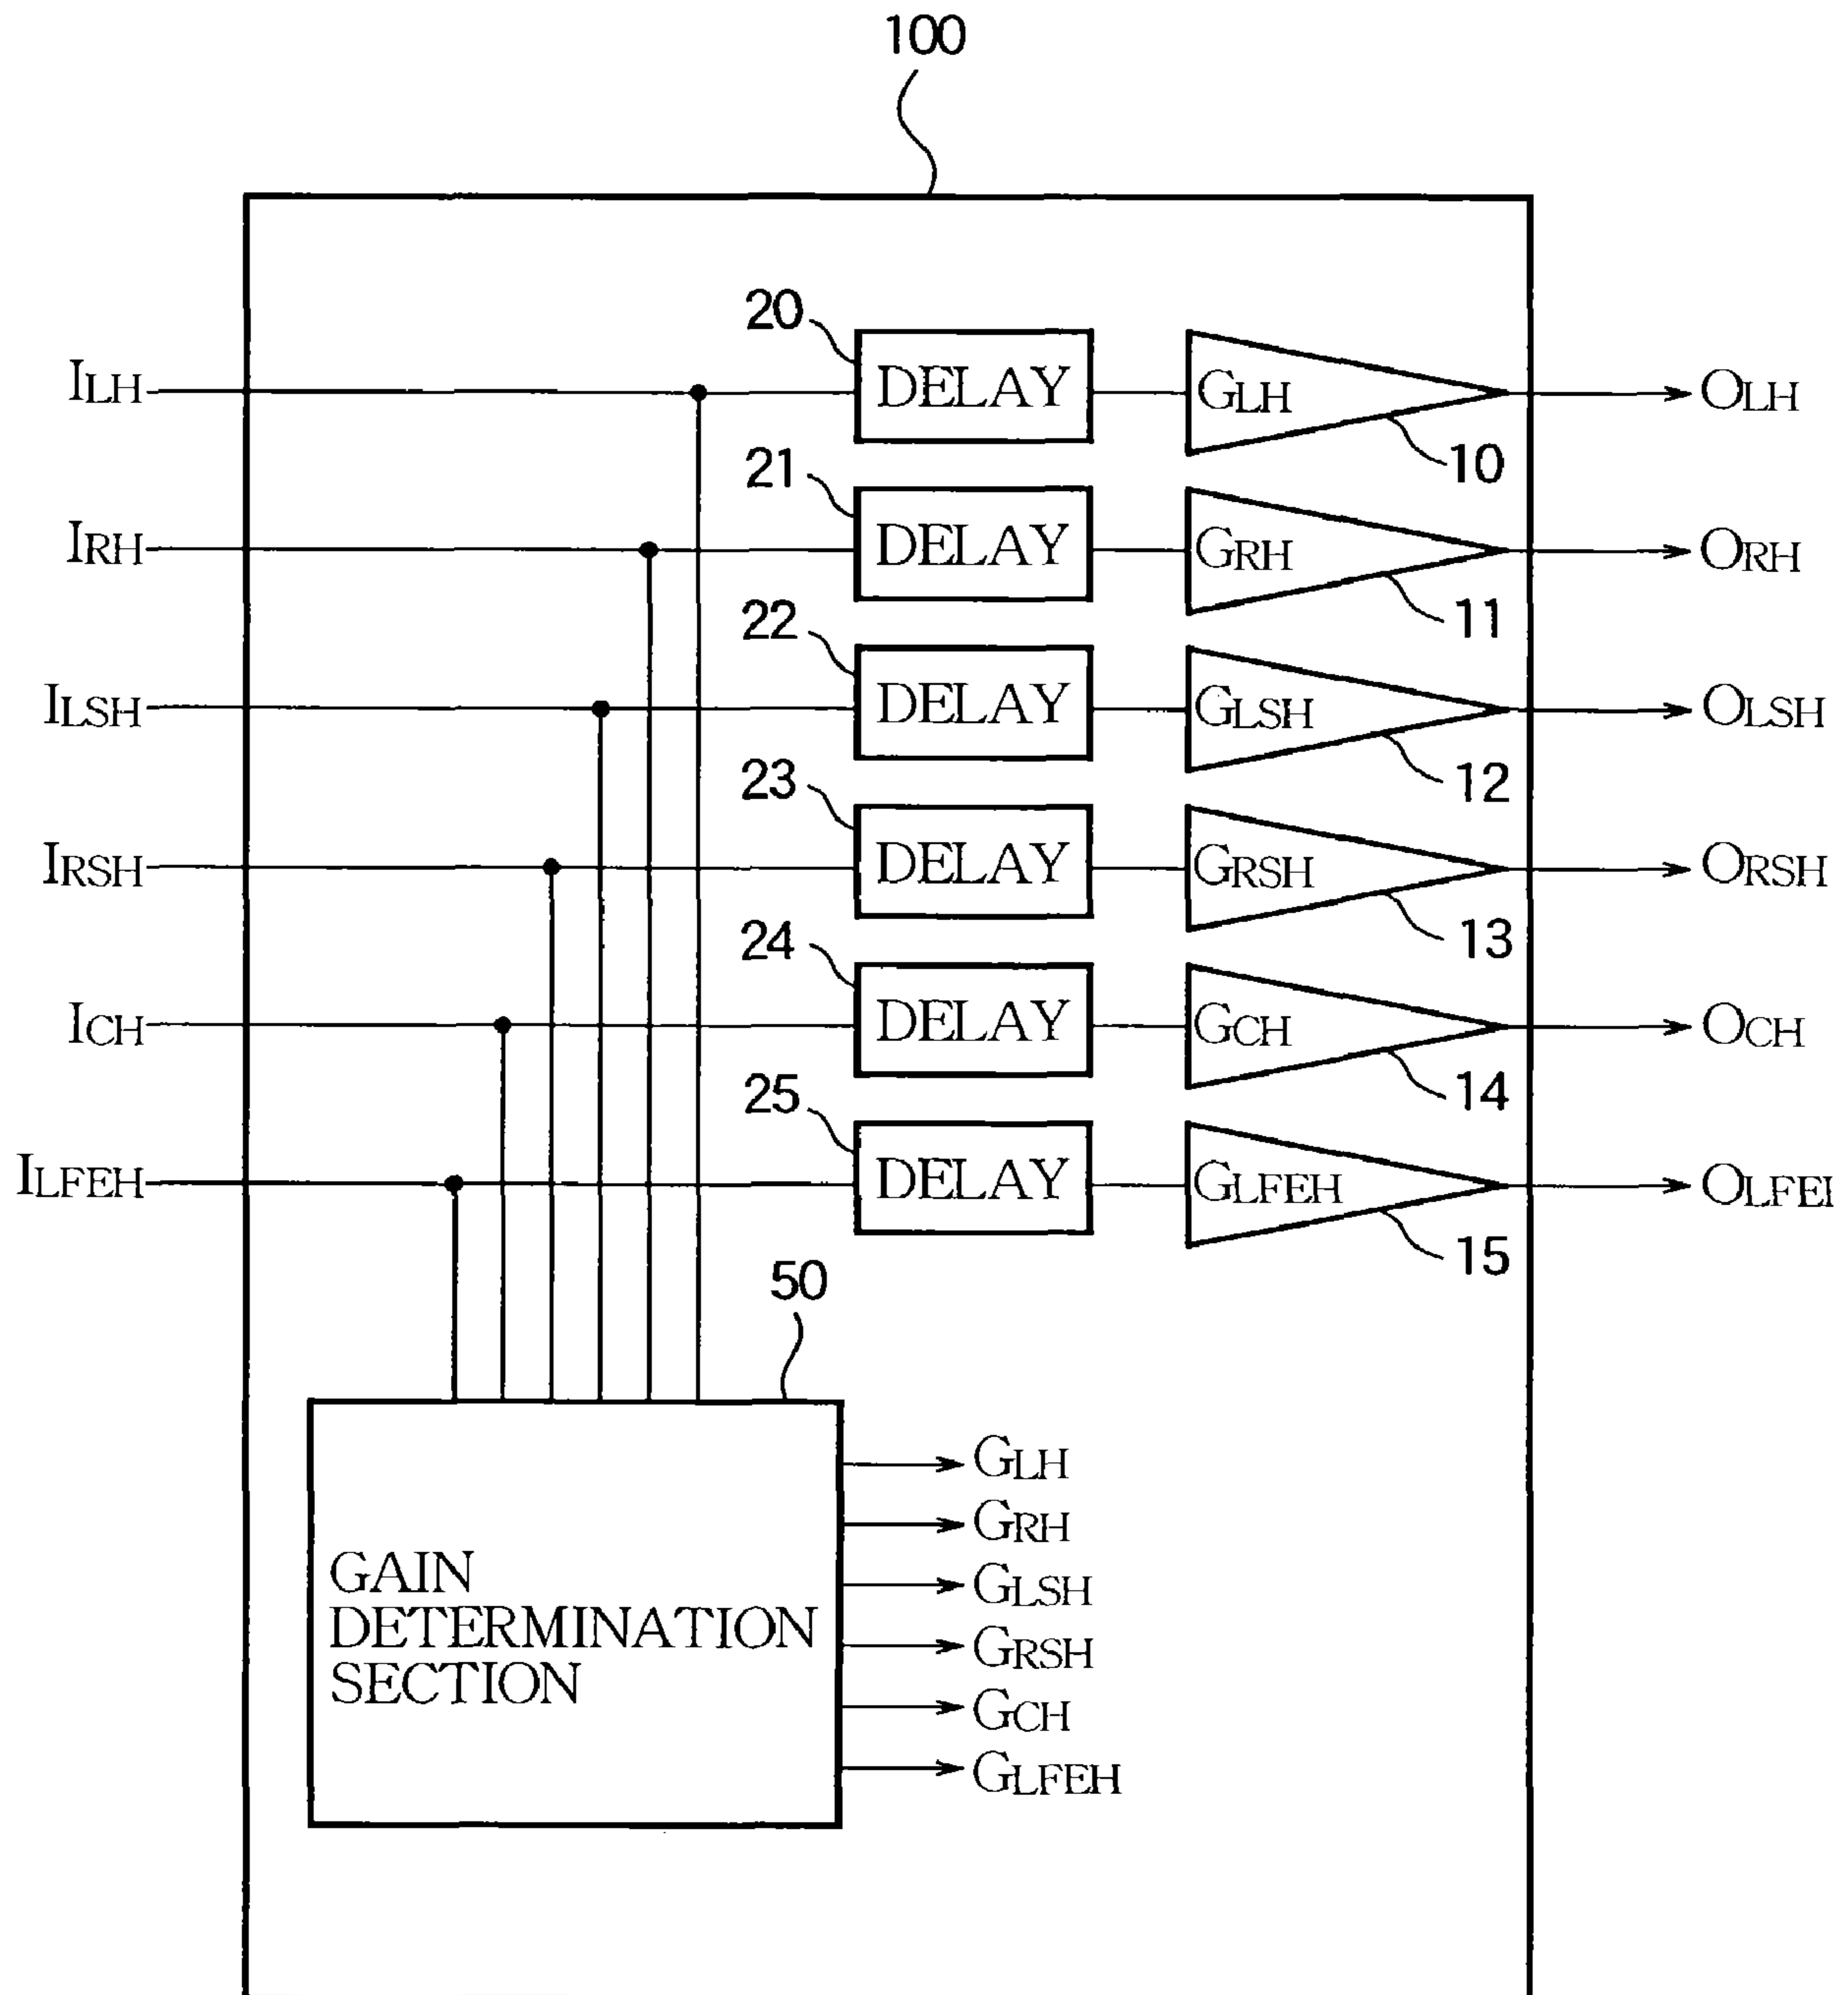 100
20
ILH DELAY GLH OLH
10
21
IRH DELAY GRH ORH
11
22
ILSH DELAY GLSH OLSH
12
23
IRSH DELAY GRSH ORSH
13
24
ICH DELAY GCH OCH
14
25
ILFEH DELAY GLFEH OLFEH
15
50
GAIN
DETERMINATION
SECTION
GLH
GRH
GLSH
GRSH
GCH
GLFEH